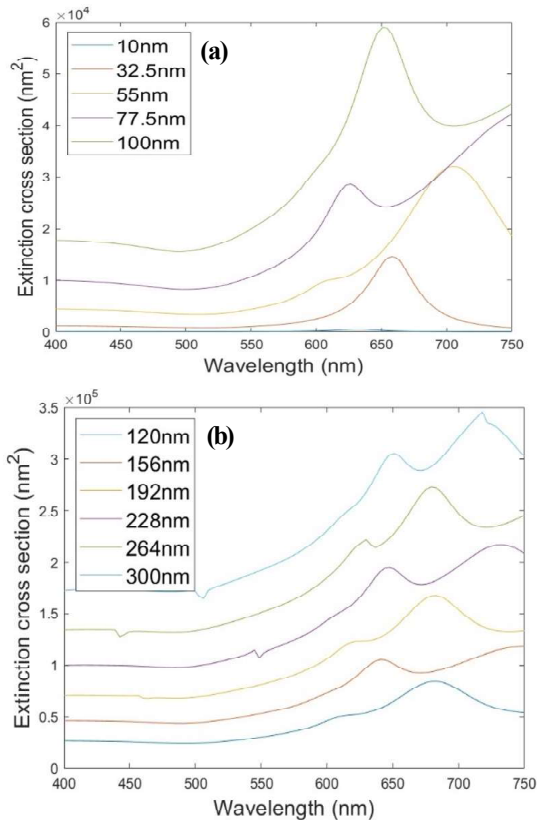 ×10⁴
(a)
10nm
32.5nm
55nm
77.5nm
100nm
6
5
4
3
2
1
0
Extinction cross section (nm²)
400 450 500 550 600 650 700 750
Wavelength (nm)
×10⁵
(b)
120nm
156nm
192nm
228nm
264nm
300nm
3.5
3
2.5
2
1.5
1
0.5
0
Extinction cross section (nm²)
400 450 500 550 600 650 700 750
Wavelength (nm)